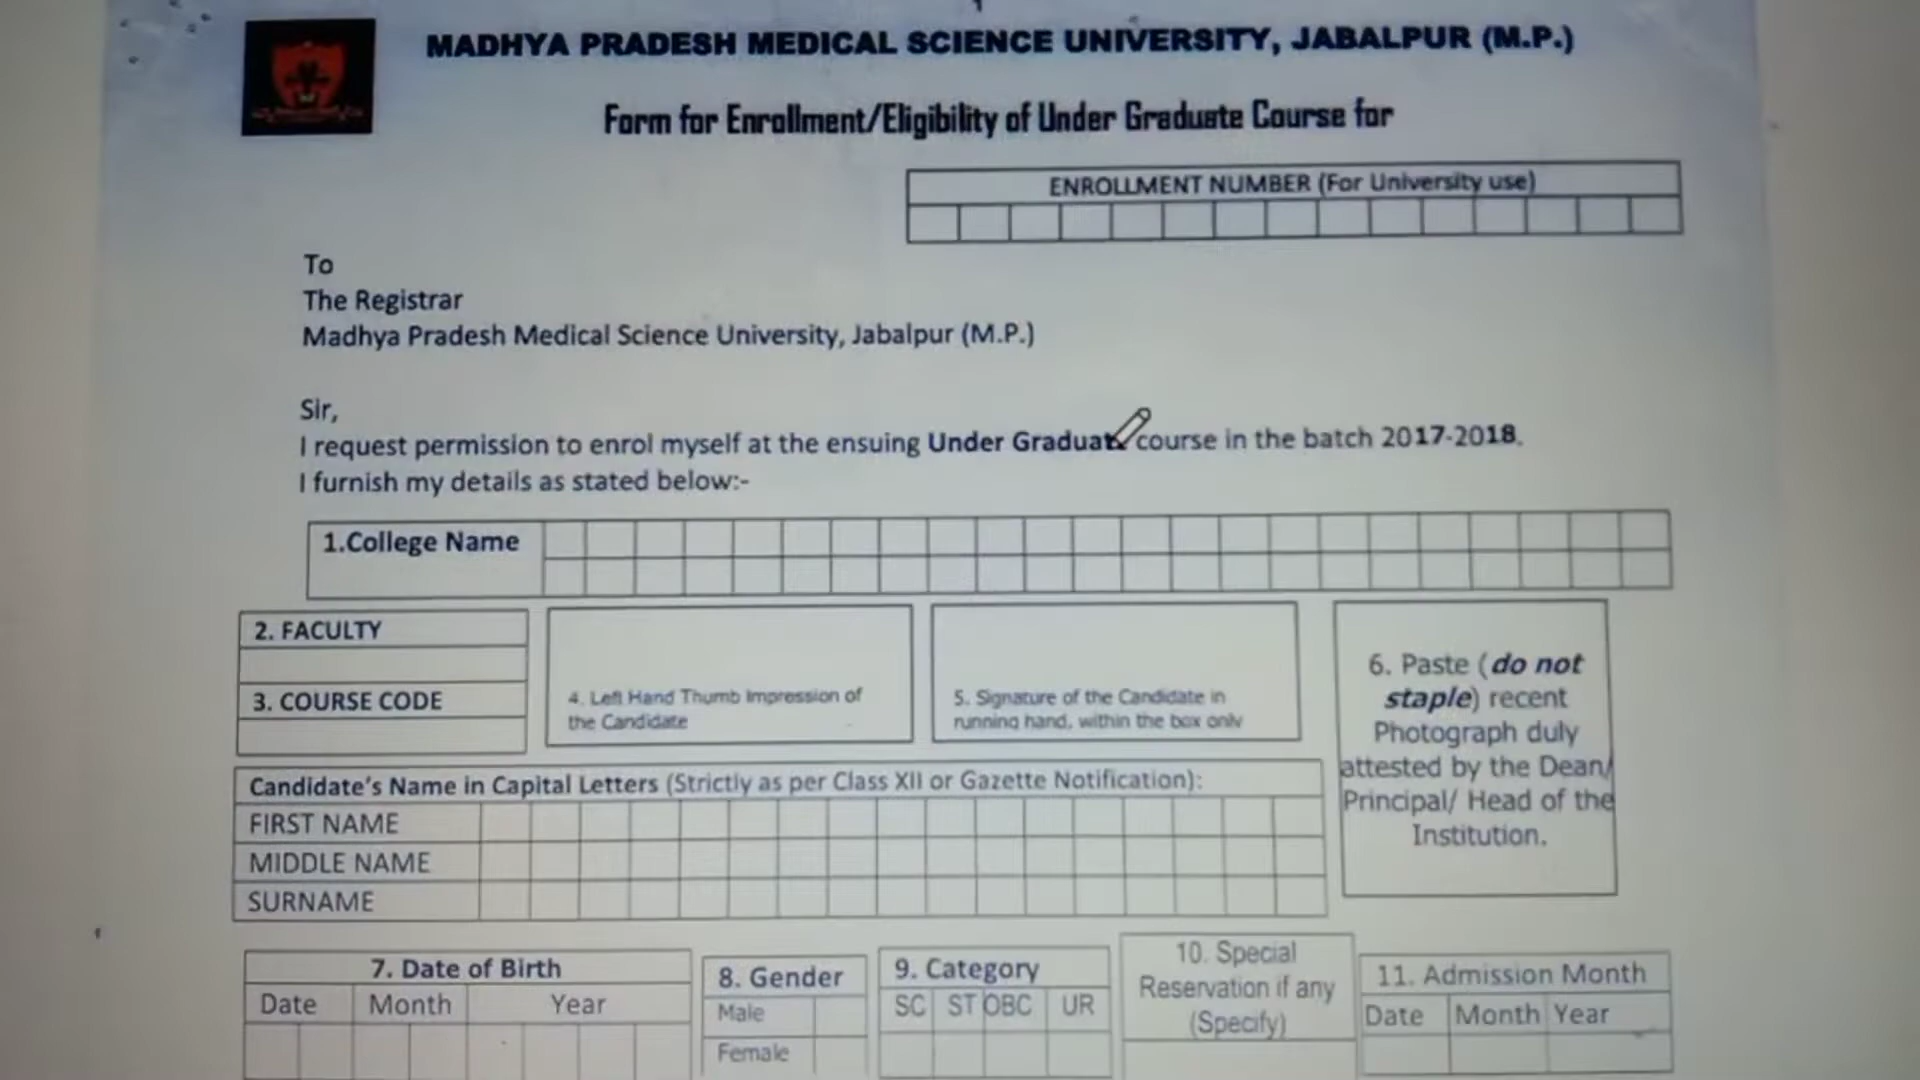 MADHYA PRADESH MEDICAL SCIENCE UNIVERSITY, JABALPUR (M.P.)
Form for Enrollment/Eligibility of Under Graduate Course for
ENROLLMENT NUMBER (For University use)
To
The Registrar
Madhya Pradesh Medical Science University, Jabalpur (M.P.)
Sir,
I request permission to enrol myself at the ensuing Under Graduate course in the batch 2017-2018.
I furnish my details as stated below:-
1.College Name
2. FACULTY
3. COURSE CODE
4. Left Hand Thumb Impression of
the Candidate
5. Signature of the Candidate in
running hand, within the box only
6. Paste (do not
staple) recent
Photograph duly
attested by the Dean/
Principal/ Head of the
Institution.
Candidate's Name in Capital Letters (Strictly as per Class XII or Gazette Notification):
FIRST NAME
MIDDLE NAME
SURNAME
7. Date of Birth
Date Month Year
8. Gender
Male
Female
9. Category
SC ST OBC UR
10. Special
Reservation if any
(Specify)
11. Admission Month
Date Month Year